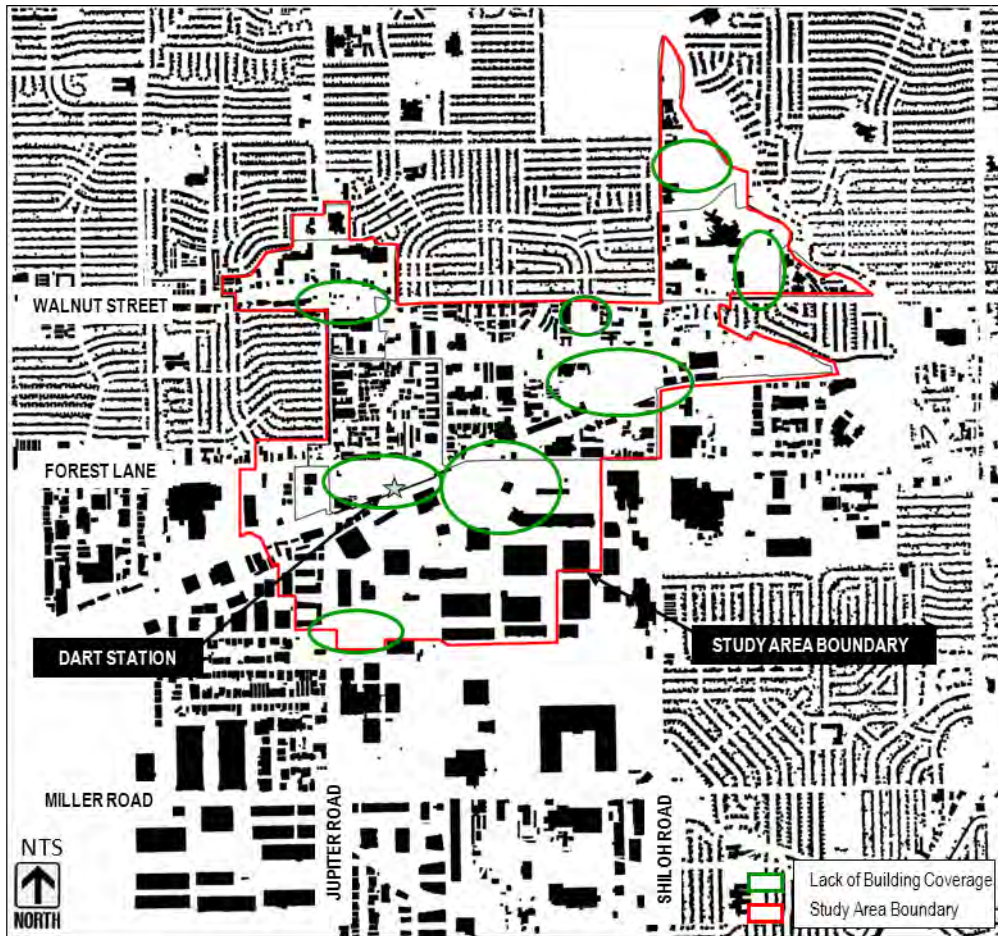 WALNUT STREET
FOREST LANE
DART STATION
STUDY AREA BOUNDARY
MILLER ROAD
JUPITER ROAD
SHILOH ROAD
NTS
NORTH
Lack of Building Coverage
Study Area Boundary